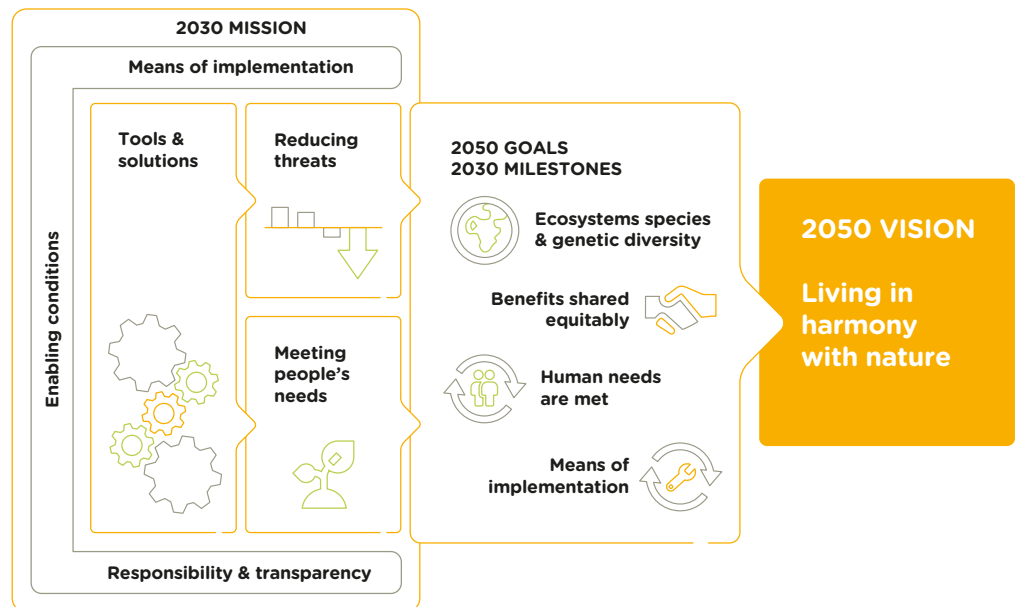 2030 MISSION
Means of implementation
Enabling conditions
Tools &
solutions
Reducing
threats
Meeting
people's
needs
Responsibility & transparency
2050 GOALS
2030 MILESTONES
Ecosystems species
& genetic diversity
Benefits shared
equitably
Human needs
are met
Means of
implementation
2050 VISION
Living in
harmony
with nature